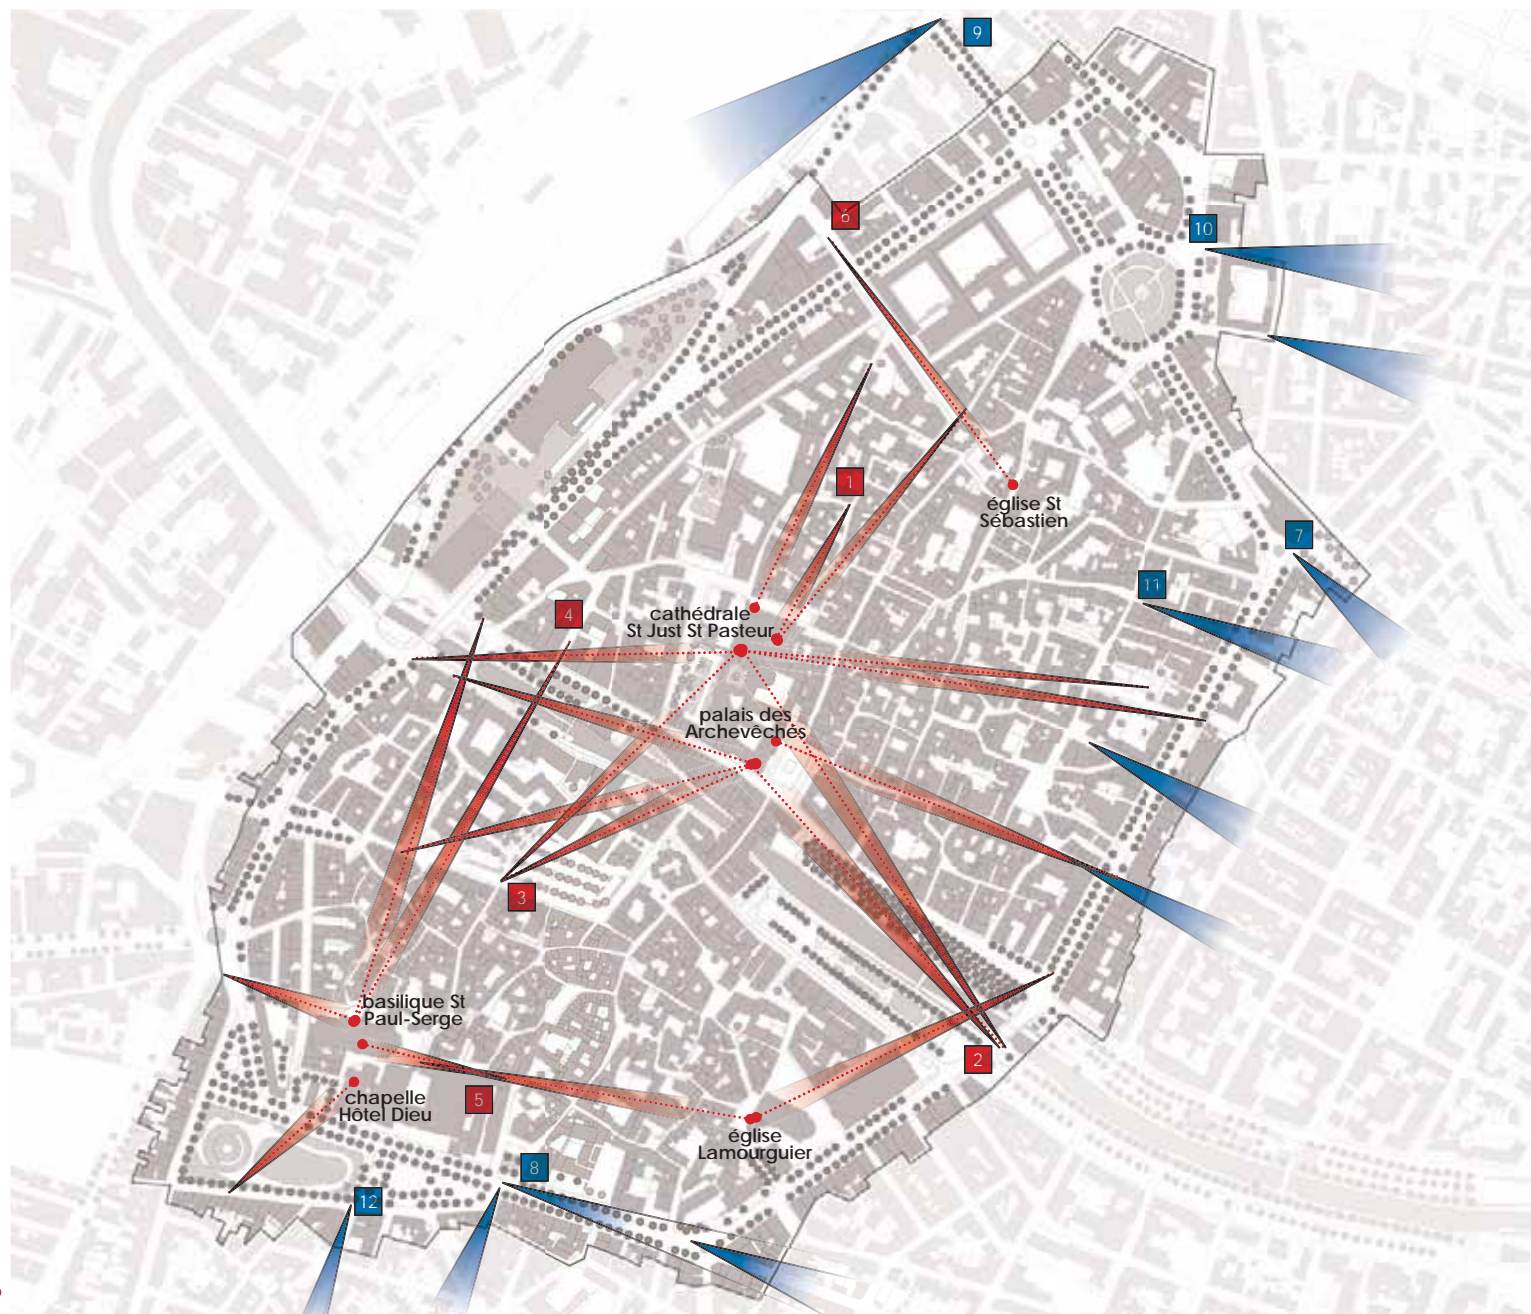 9
6
10
1
église St
Sébastien
7
11
4
cathédrale
St Just St Pasteur
palais des
Archevêchés
3
basilique St
Paul-Serge
2
chapelle
Hôtel Dieu
5
église
Lamourguier
8
12